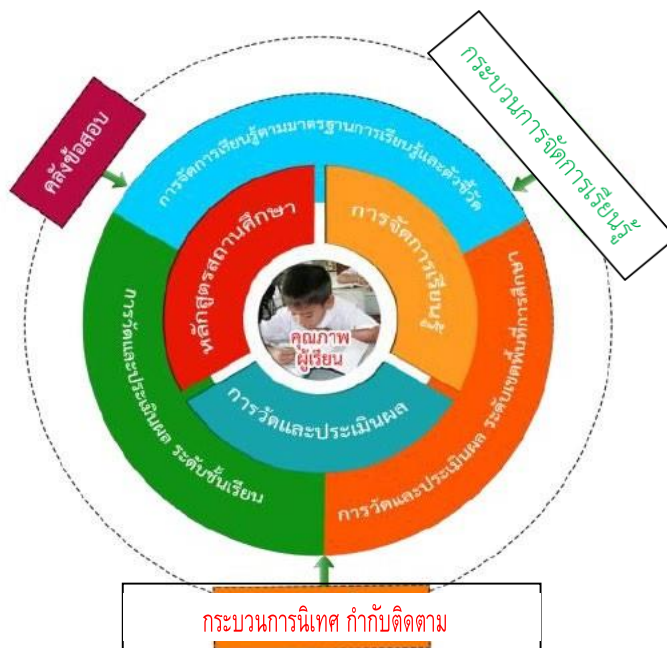 คลังข้อสอบ
กระบวนการจัดการเรียนรู้
การจัดการเรียนรู้ตามมาตรฐานการเรียนรู้และตัวชี้วัด
หลักสูตรสถานศึกษา
การจัดการเรียนรู้
คุณภาพ
ผู้เรียน
การวัดและประเมินผล
การวัดและประเมินผล ระดับชั้นเรียน
การวัดและประเมินผล ระดับเขตพื้นที่การศึกษา
กระบวนการนิเทศ กำกับติดตาม